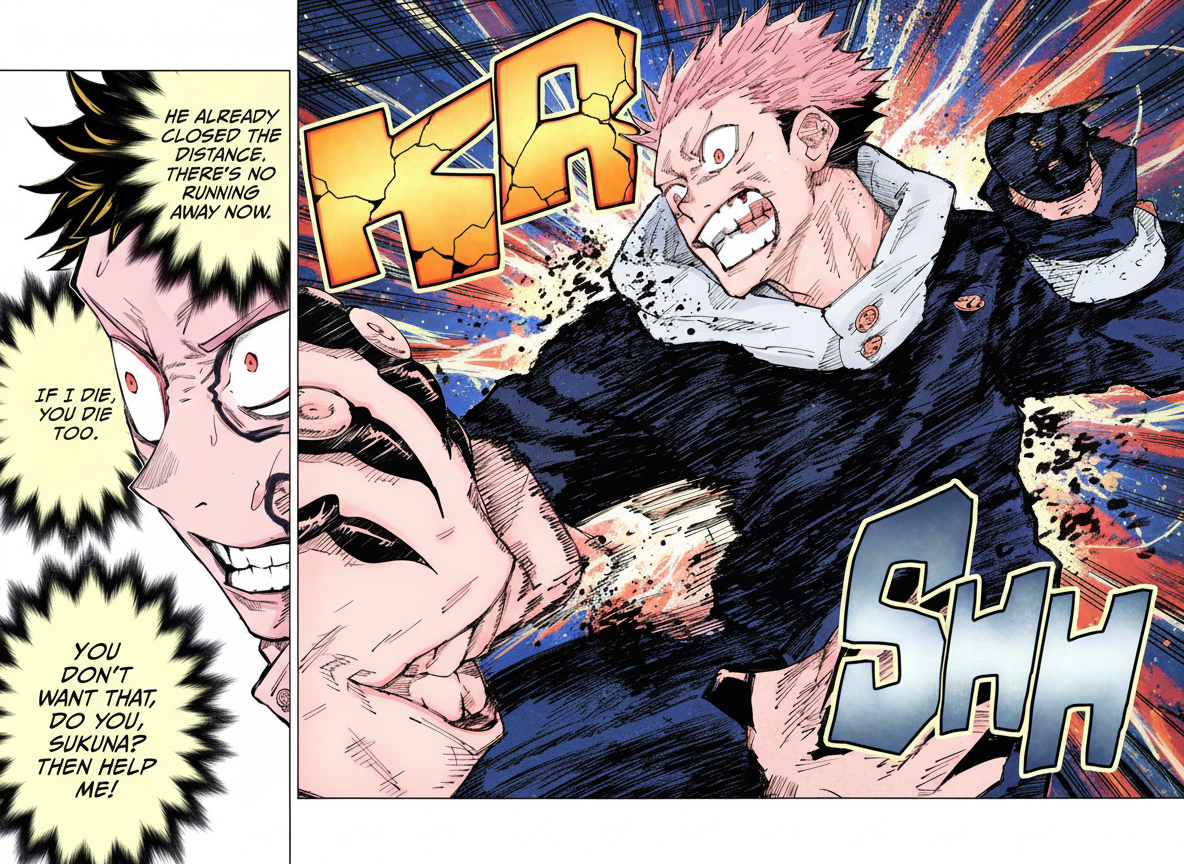 HE ALREADY
CLOSED THE
DISTANCE.
THERE'S NO
RUNNING
AWAY NOW.
IF I DIE,
YOU DIE
TOO.
YOU
DON'T
WANT THAT,
DO YOU,
SUKUNA?
THEN HELP
ME!
KR
SHH